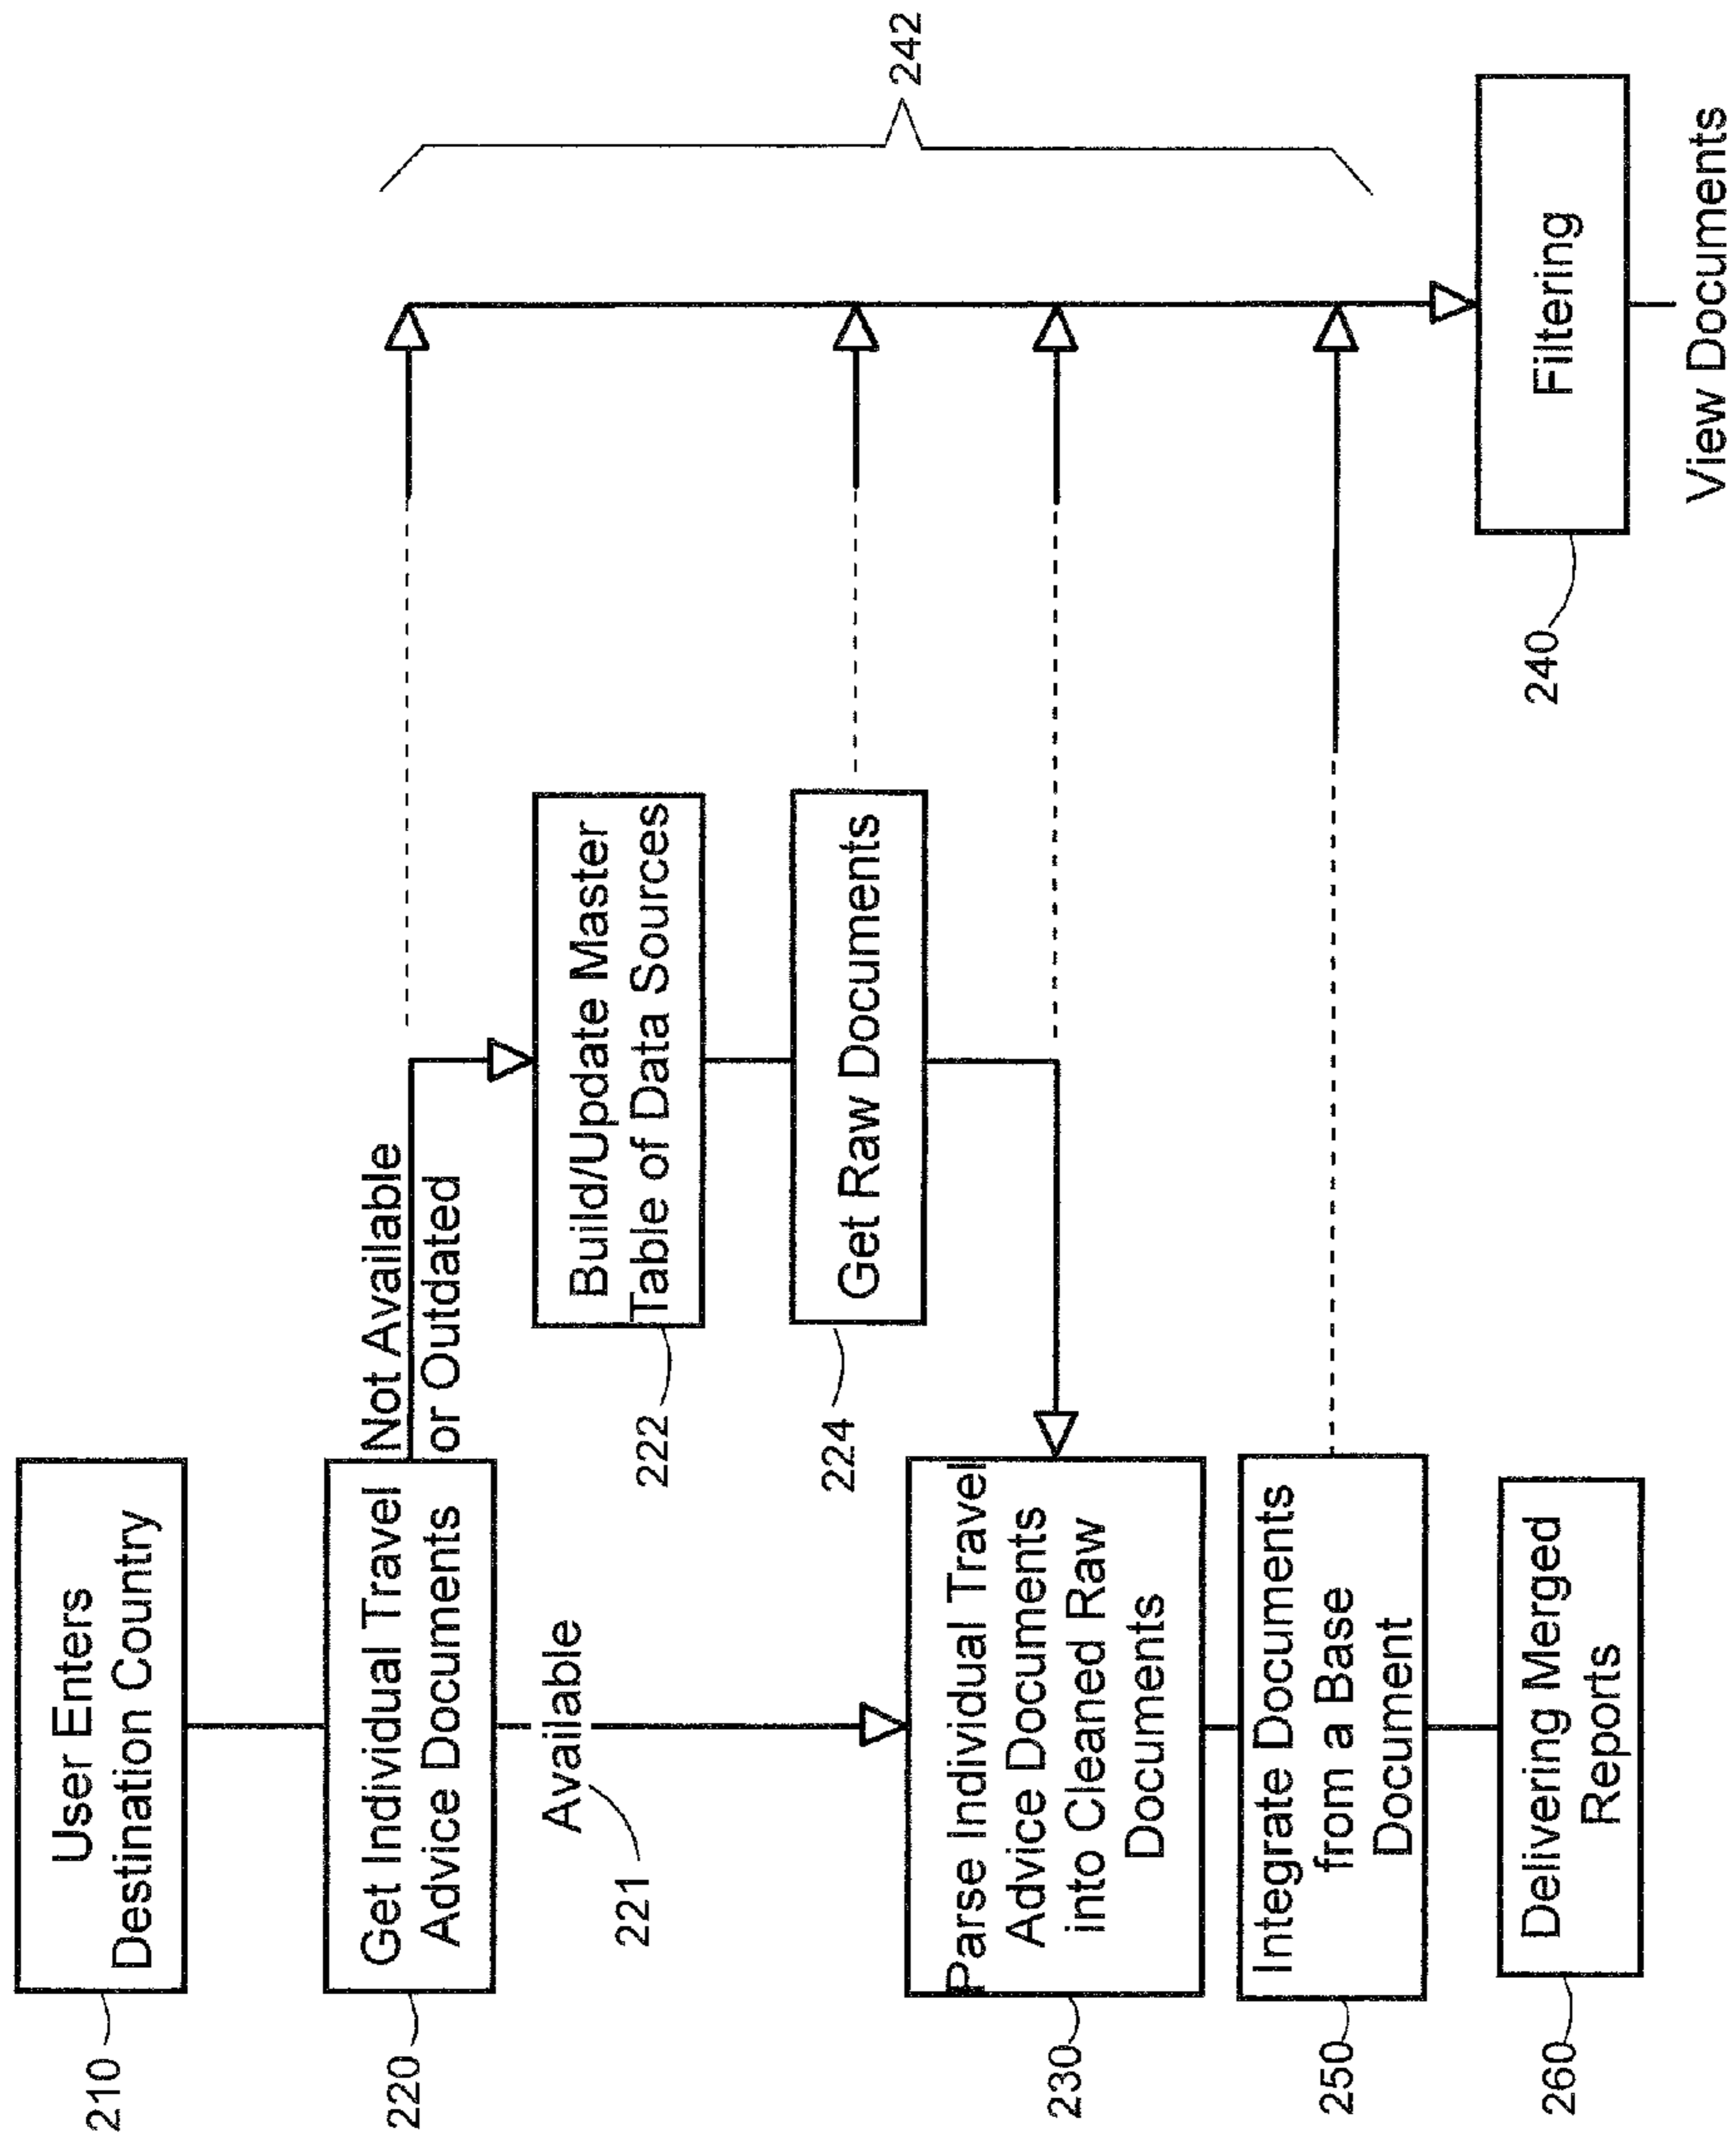 User Enters
Destination Country
210
Get Individual Travel
Advice Documents
220
Not Available
or Outdated
Available
221
Build/Update Master
Table of Data Sources
222
Get Raw Documents
224
Parse Individual Travel
Advice Documents
into Cleaned Raw
Documents
230
Integrate Documents
from a Base
Document
250
Delivering Merged
Reports
260
242
Filtering
240
View Documents